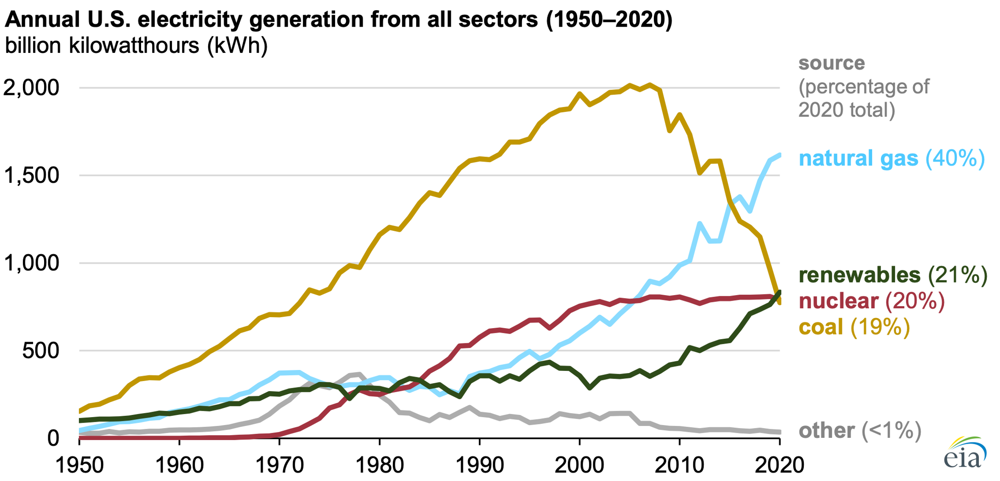 Annual U.S. electricity generation from all sectors (1950–2020)
billion kilowatthours (kWh)
source
(percentage of
2020 total)
2,000
1,500
1,000
500
0
natural gas (40%)
renewables (21%)
nuclear (20%)
coal (19%)
other (<1%)
1950 1960 1970 1980 1990 2000 2010 2020
eia